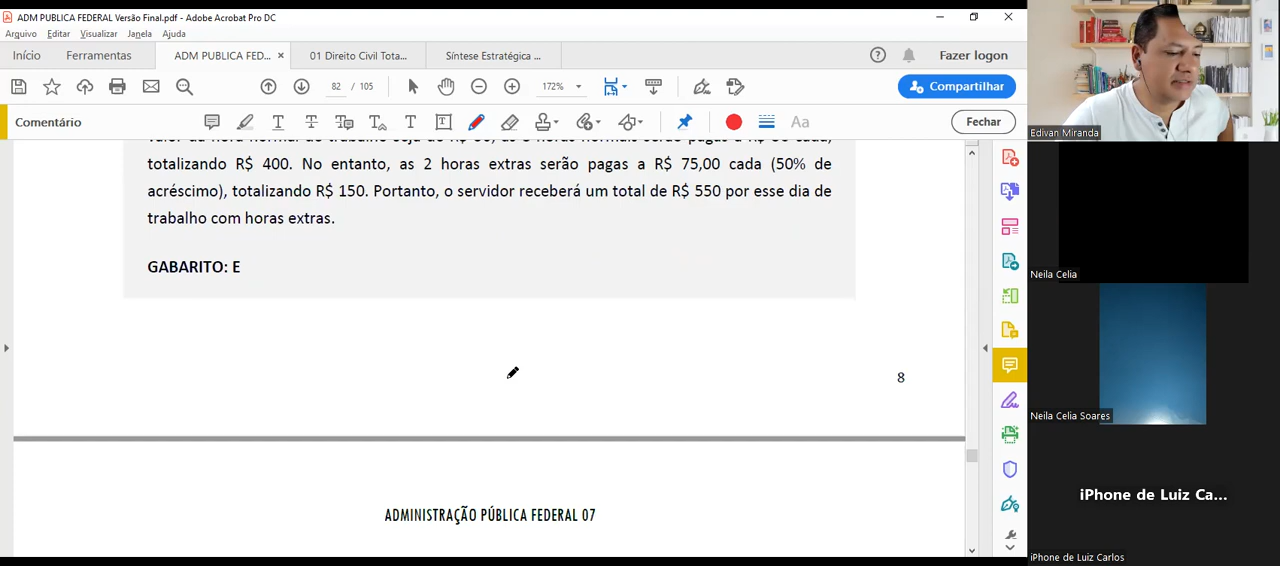 ADM PUBLICA FEDERAL Versão Final.pdf - Adobe Acrobat Pro DC
Arquivo Editar Visualizar Janela Ajuda
Início Ferramentas ADM PUBLICA FED... × 01 Direito Civil Tota... Síntese Estratégica ... Fazer logon
82 / 105 172% Compartilhar
Comentário Aa Fechar
totalizando R$ 400. No entanto, as 2 horas extras serão pagas a R$ 75,00 cada (50% de
acréscimo), totalizando R$ 150. Portanto, o servidor receberá um total de R$ 550 por esse dia de
trabalho com horas extras.
GABARITO: E
8
ADMINISTRAÇÃO PÚBLICA FEDERAL 07
Edivan Miranda
Neila Celia
Neila Celia Soares
iPhone de Luiz Ca...
iPhone de Luiz Carlos